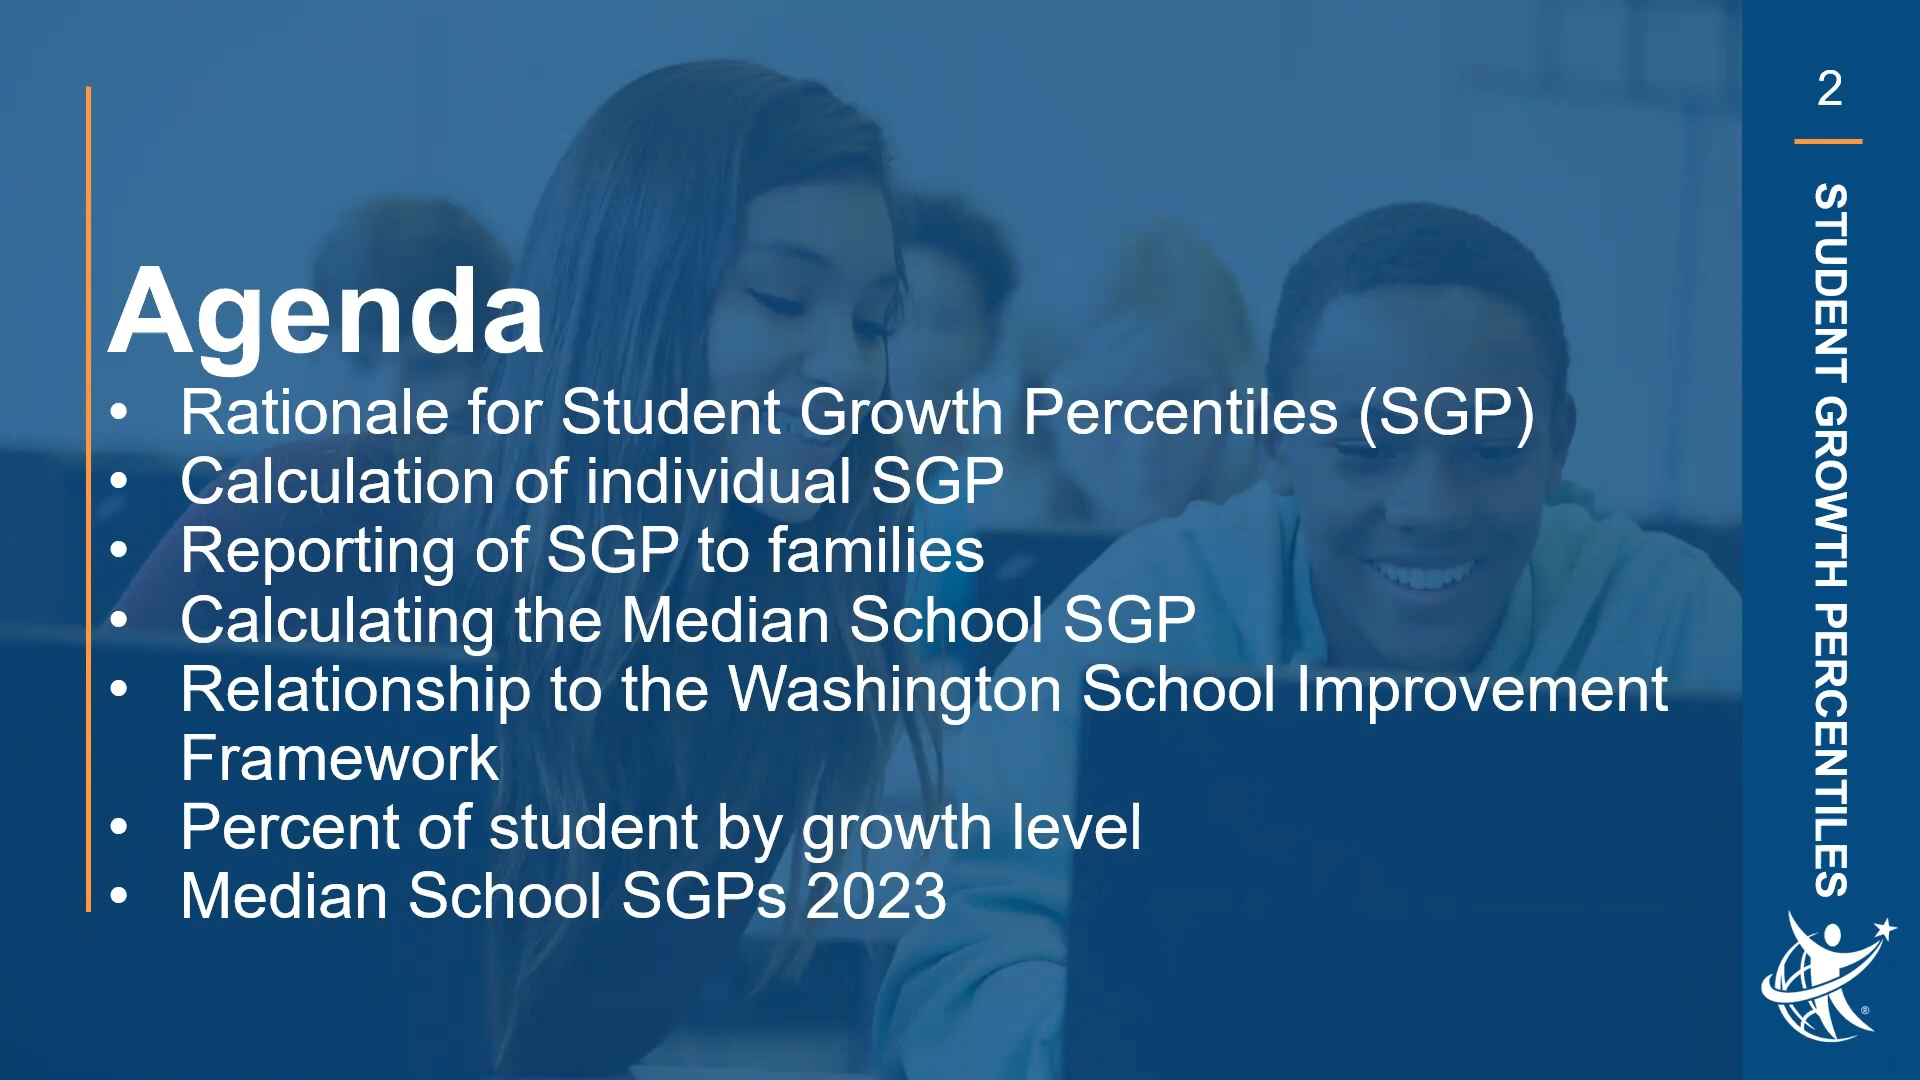 Agenda
• Rationale for Student Growth Percentiles (SGP)
• Calculation of individual SGP
• Reporting of SGP to families
• Calculating the Median School SGP
• Relationship to the Washington School Improvement
Framework
• Percent of student by growth level
• Median School SGPs 2023
2
STUDENT GROWTH PERCENTILES
®